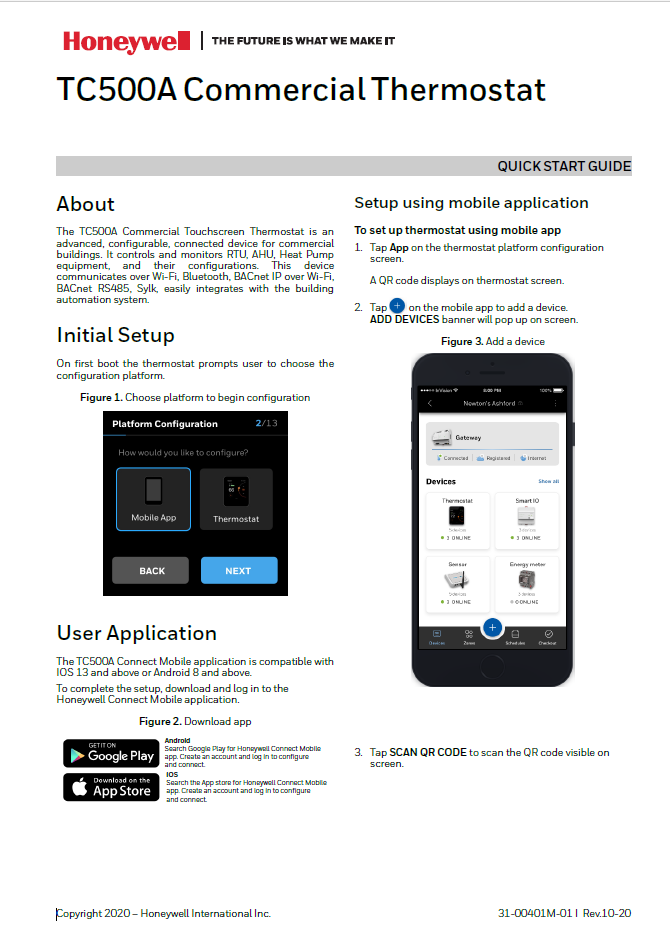 Honeywell | THE FUTURE IS WHAT WE MAKE IT
TC500A Commercial Thermostat
QUICK START GUIDE
About
The TC500A Commercial Touchscreen Thermostat is an
advanced, configurable, connected device for commercial
buildings. It controls and monitors RTU, AHU, Heat Pump
equipment, and their configurations. This device
communicates over Wi-Fi, Bluetooth, BACnet IP over Wi-Fi,
BACnet RS485, Sylk, easily integrates with the building
automation system.
Initial Setup
On first boot the thermostat prompts user to choose the
configuration platform.
Figure 1. Choose platform to begin configuration
Platform Configuration 2/13
How would you like to configure?
Mobile App Thermostat
BACK NEXT
User Application
The TC500A Connect Mobile application is compatible with
IOS 13 and above or Android 8 and above.
To complete the setup, download and log in to the
Honeywell Connect Mobile application.
Figure 2. Download app
GET IT ON
Google Play
Android
Search Google Play for Honeywell Connect Mobile
app. Create an account and log in to configure
and connect.
Download on the
App Store
IOS
Search the App store for Honeywell Connect Mobile
app. Create an account and log in to configure
and connect.
Setup using mobile application
To set up thermostat using mobile app
1. Tap App on the thermostat platform configuration
screen.
A QR code displays on thermostat screen.
2. Tap + on the mobile app to add a device.
ADD DEVICES banner will pop up on screen.
Figure 3. Add a device
5:00 PM 100%
Newton's Ashford
Gateway
Connected Registered Internet
Devices Show all
Thermostat Smart IO
3 ONLINE 3 ONLINE
Sensor Energy meter
ONLINE ONLINE
+
Devices Zones Schedules Checkout
3. Tap SCAN QR CODE to scan the QR code visible on
screen.
Copyright 2020 – Honeywell International Inc.
31-00401M-01 I Rev.10-20